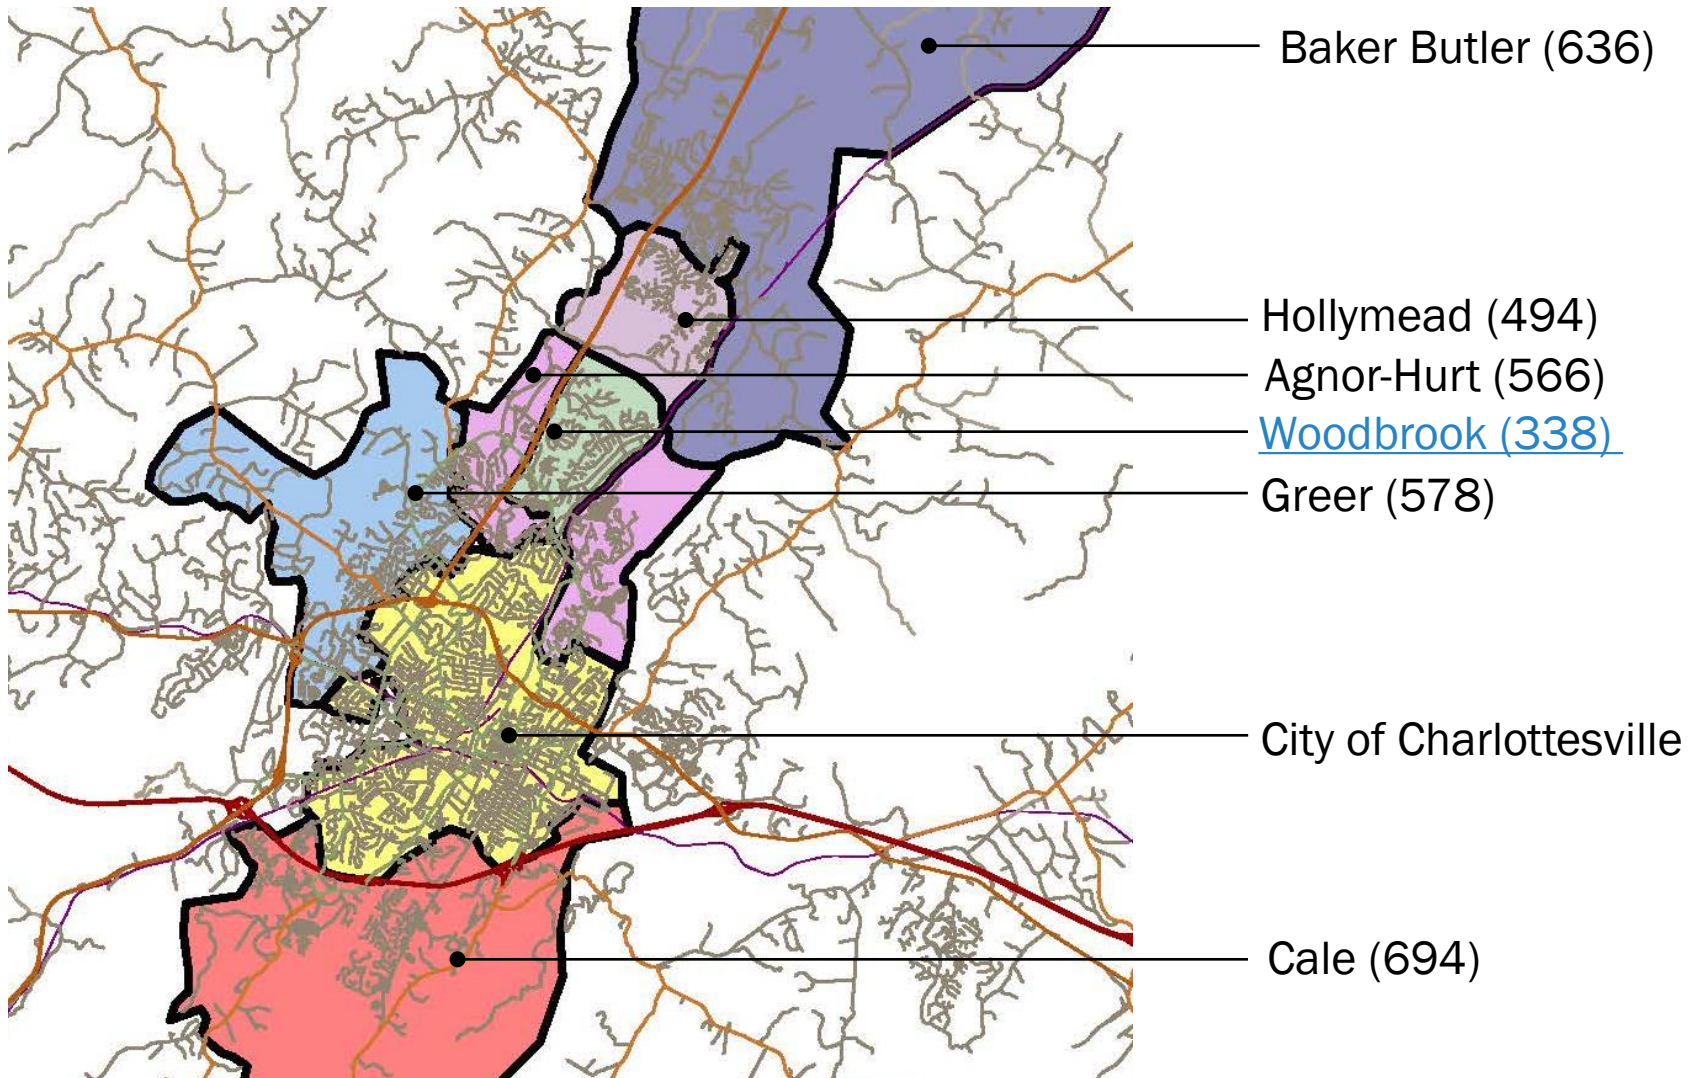 Baker Butler (636)
Hollymead (494)
Agnor-Hurt (566)
Woodbrook (338)
Greer (578)
City of Charlottesville
Cale (694)